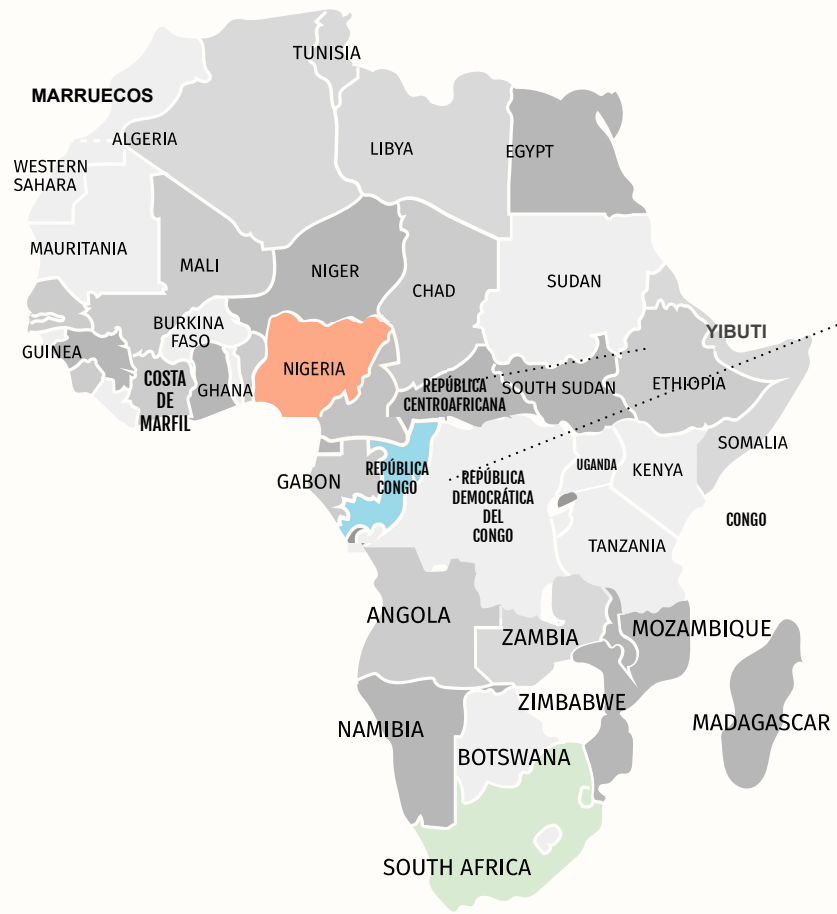 TUNISIA
MARRUECOS
ALGERIA
LIBYA
EGYPT
WESTERN
SAHARA
MAURITANIA
MALI
NIGER
CHAD
SUDAN
BURKINA
FASO
YIBUTI
GUINEA
NIGERIA
COSTA
DE
MARFIL
GHANA
REPÚBLICA
CENTROAFRICANA
SOUTH SUDAN
ETHIOPIA
SOMALIA
GABON
REPÚBLICA
CONGO
REPÚBLICA
DEMOCRÁTICA
DEL
CONGO
UGANDA
KENYA
CONGO
TANZANIA
ANGOLA
ZAMBIA
MOZAMBIQUE
NAMIBIA
ZIMBABWE
MADAGASCAR
BOTSWANA
SOUTH AFRICA